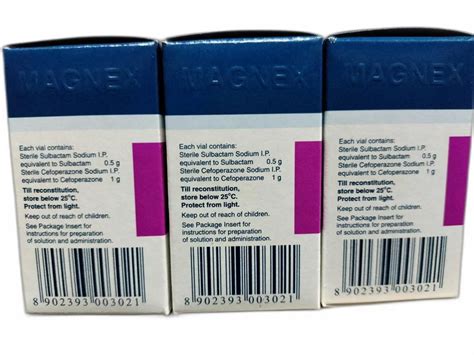 MAGNEX
Each vial contains:
Sterile Sulbactam Sodium I.P.
equivalent to Sulbactam 0.5 g
Sterile Cefoperazone Sodium I.P.
equivalent to Cefoperazone 1 g
Till reconstitution,
store below 25°C.
Protect from light.
Keep out of reach of children.
See Package Insert for
instructions for preparation
of solution and administration.
8 902393 003021
MAGNEX
Each vial contains:
Sterile Sulbactam Sodium I.P.
equivalent to Sulbactam 0.5 g
Sterile Cefoperazone Sodium I.P.
equivalent to Cefoperazone 1 g
Till reconstitution,
store below 25°C.
Protect from light.
Keep out of reach of children.
See Package Insert for
instructions for preparation
of solution and administration.
8 902393 003021
MAGNEX
Each vial contains:
Sterile Sulbactam Sodium I.P.
equivalent to Sulbactam 0.5 g
Sterile Cefoperazone Sodium I.P.
equivalent to Cefoperazone 1 g
Till reconstitution,
store below 25°C.
Protect from light.
Keep out of reach of children.
See Package Insert for
instructions for preparation
of solution and administration.
8 902393 003021